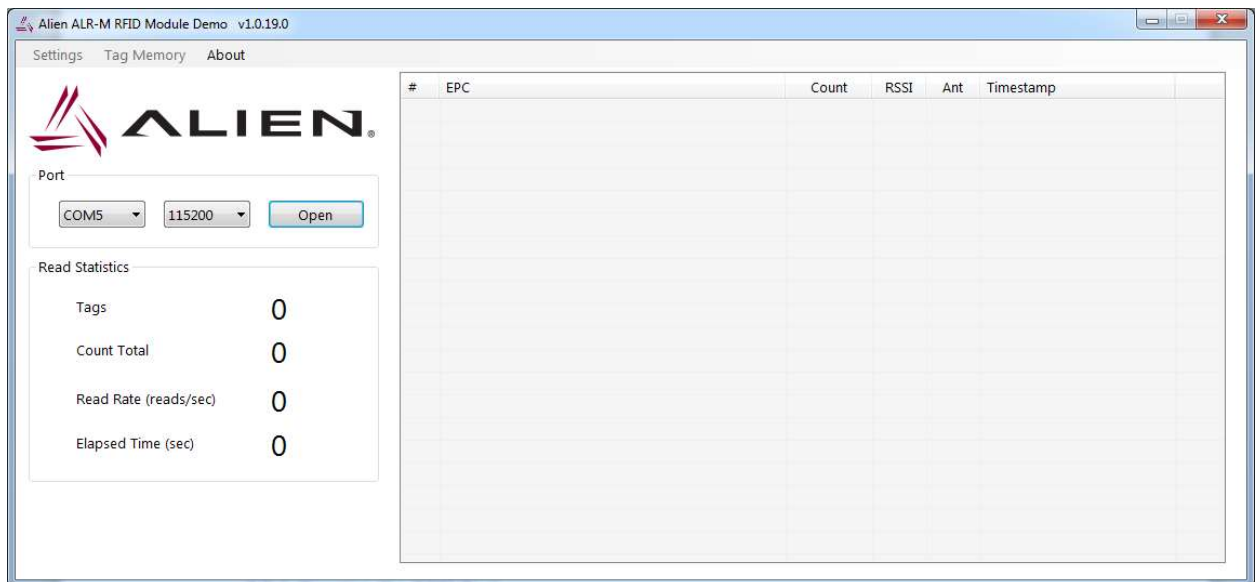 Alien ALR-M RFID Module Demo v1.0.19.0
Settings Tag Memory About
ALIEN®
Port
COM5 115200 Open
Read Statistics
Tags 0
Count Total 0
Read Rate (reads/sec) 0
Elapsed Time (sec) 0
# EPC Count RSSI Ant Timestamp